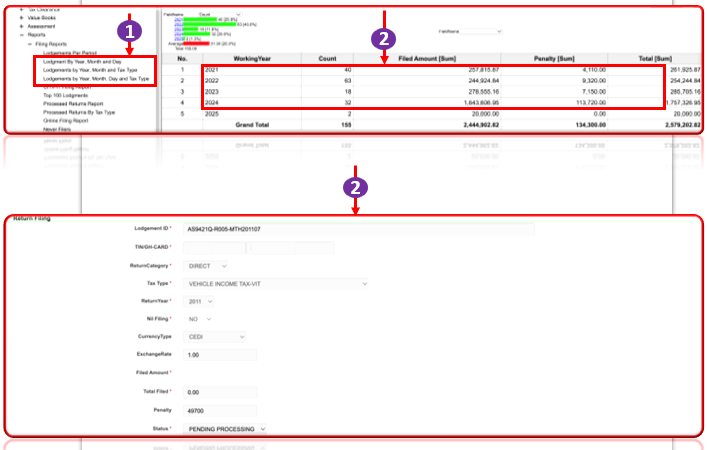 Tax Clearance
Value Books
Assessment
Reports
Filing Reports
Lodgements Per Period
Lodgment By Year, Month and Day
Lodgements by Year, Month and Tax Type
Lodgements by Year, Month, Day and Tax Type
Top 100 Lodgments
Processed Returns Report
Processed Returns By Tax Type
Online Filing Report
Never Filers
1
2
FieldName Count
FieldName
Average
Total 155.00
No. WorkingYear Count Filed Amount [Sum] Penalty [Sum] Total [Sum]
1 2021 40 257,815.87 4,110.00 261,925.87
2 2022 63 244,924.84 9,320.00 254,244.84
3 2023 18 278,555.16 7,150.00 285,705.16
4 2024 32 1,643,606.95 113,720.00 1,757,326.95
5 2025 2 20,000.00 0.00 20,000.00
Grand Total 155 2,444,902.82 134,300.00 2,579,202.82
2
Return Filing
Lodgement ID * AS9421Q-R005-MTH201107
TIN/GH-CARD *
ReturnCategory * DIRECT
Tax Type * VEHICLE INCOME TAX-VIT
ReturnYear * 2011
Nil Filing * NO
CurrencyType CEDI
ExchangeRate 1.00
Filed Amount *
Total Filed * 0.00
Penalty 49700
Status * PENDING PROCESSING